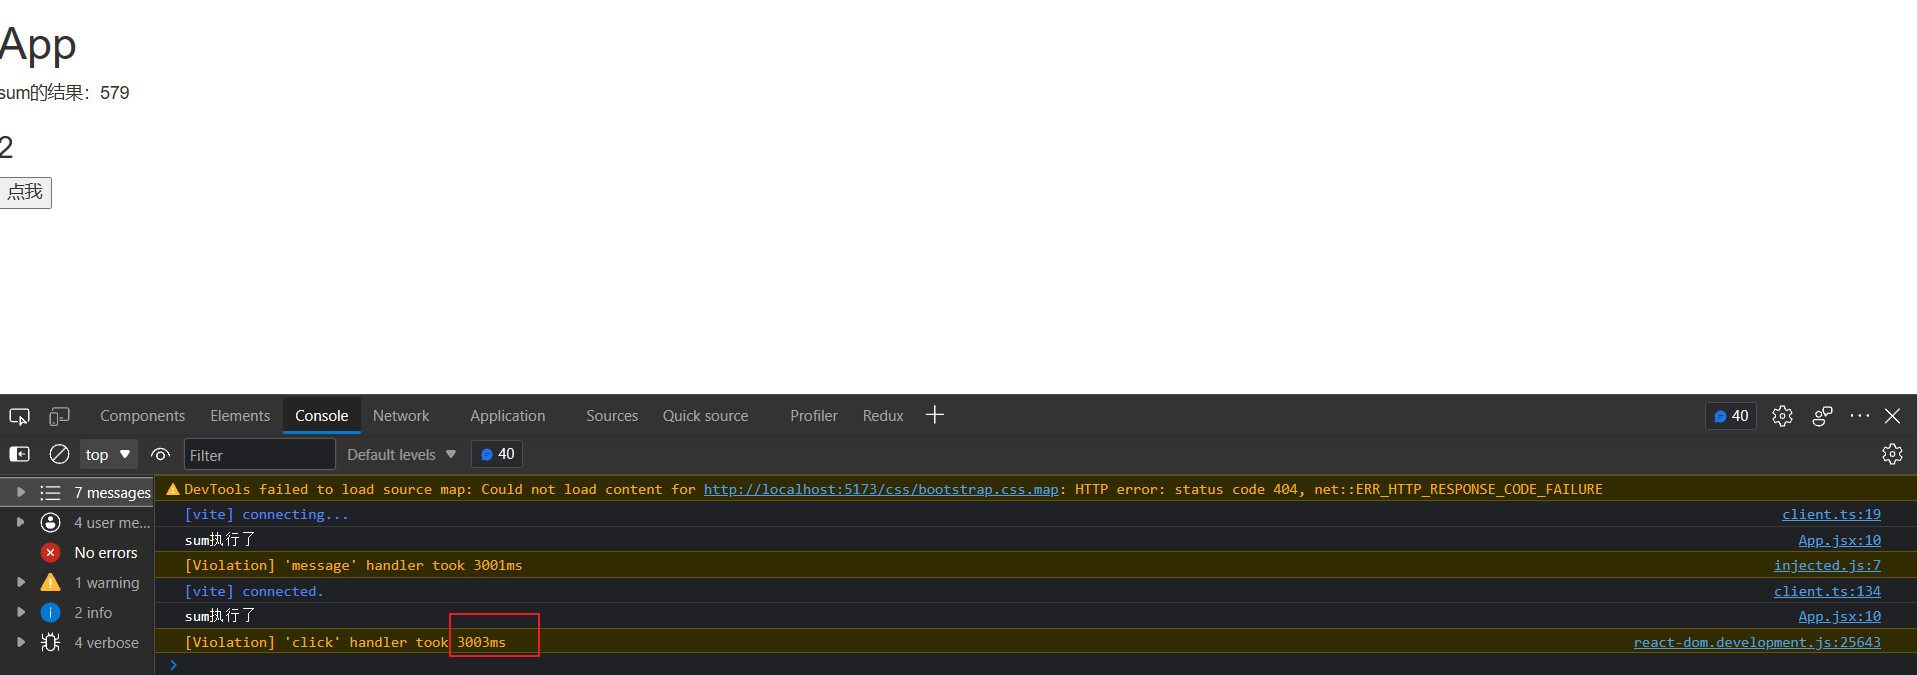 App
sum的结果：579
2
点我
Components Elements Console Network Application Sources Quick source Profiler Redux 40
top Filter Default levels 40
7 messages
4 user me...
No errors
1 warning
2 info
4 verbose
DevTools failed to load source map: Could not load content for http://localhost:5173/css/bootstrap.css.map: HTTP error: status code 404, net::ERR_HTTP_RESPONSE_CODE_FAILURE
[vite] connecting... client.ts:19
sum执行了 App.jsx:10
[Violation] 'message' handler took 3001ms injected.js:7
[vite] connected. client.ts:134
sum执行了 App.jsx:10
[Violation] 'click' handler took 3003ms react-dom.development.js:25643